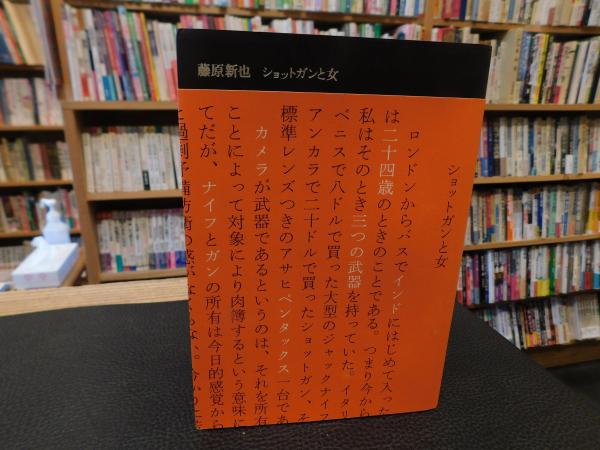 藤原新也　ショットガンと女
ショットガンと女
ロンドンからバスでインドにはじめて入った
は二十四歳のときのことである。つまり今から
私はそのとき三つの武器を持っていた。イタリ
ベニスで八ドルで買った大型のジャックナイフ
アンカラで二十ドルで買ったショットガン、そ
標準レンズつきのアサヒペンタックス一台であ
カメラが武器であるというのは、それを所有
ことによって対象により肉薄するという意味に
てだが、ナイフとガンの所有は今日的感覚から